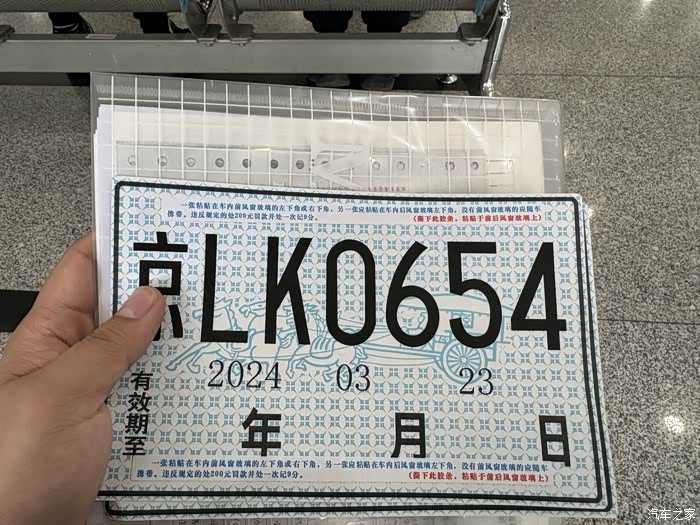 一张粘贴在车内前风窗玻璃的左下角或右下角，另一张应粘贴在车内后风窗玻璃左下角，没有前风窗玻璃的应随车
携带。违反规定的处200元罚款并处一次记9分。
（撕下此胶条，粘贴于前后风窗玻璃上）
京LK0654
2024 03 23
有效期至 年 月 日
一张粘贴在车内前风窗玻璃的左下角或右下角，另一张应粘贴在车内后风窗玻璃左下角，没有前风窗玻璃的应随车
携带。违反规定的处200元罚款并处一次记9分。
（撕下此胶条，粘贴于前后风窗玻璃上）
汽车之家